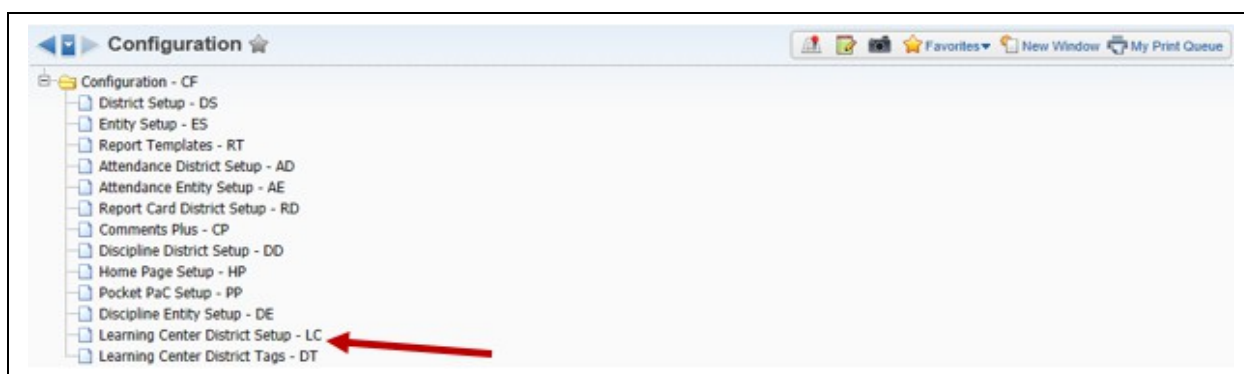 Configuration
Favorites New Window My Print Queue
Configuration - CF
District Setup - DS
Entity Setup - ES
Report Templates - RT
Attendance District Setup - AD
Attendance Entity Setup - AE
Report Card District Setup - RD
Comments Plus - CP
Discipline District Setup - DD
Home Page Setup - HP
Pocket PaC Setup - PP
Discipline Entity Setup - DE
Learning Center District Setup - LC
Learning Center District Tags - DT